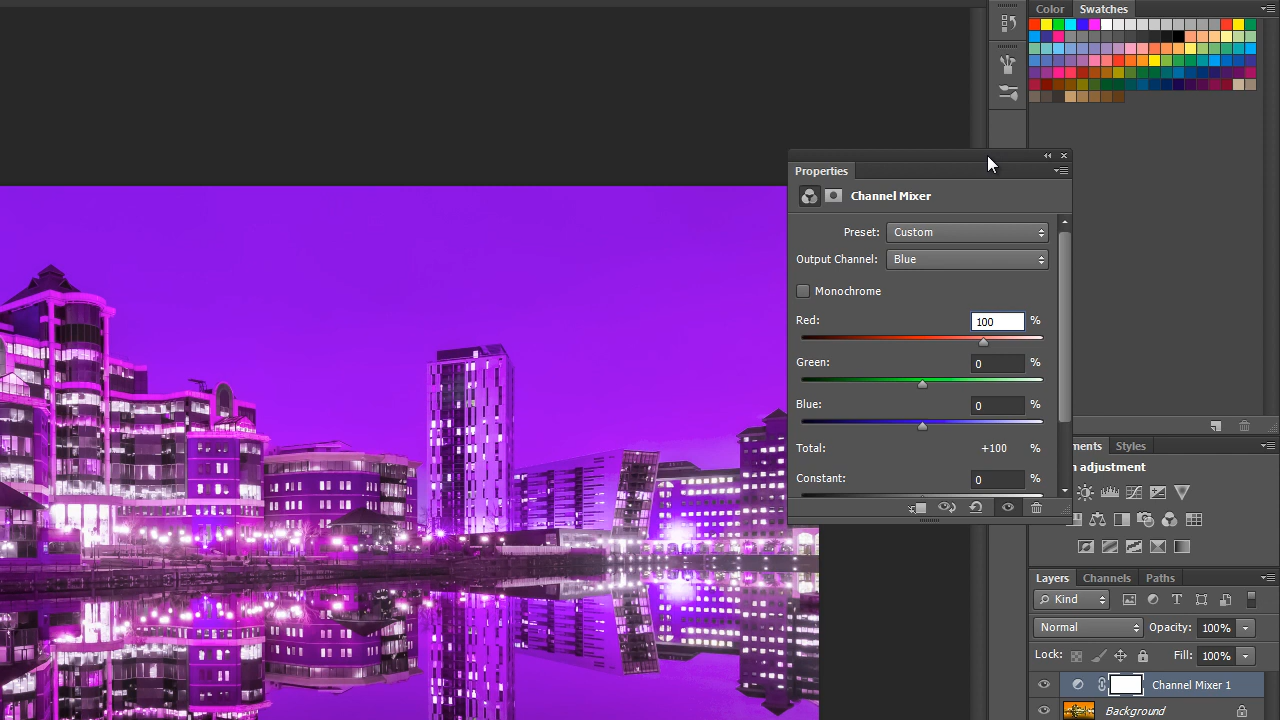 Color Swatches
Properties
Channel Mixer
Preset: Custom
Output Channel: Blue
Monochrome
Red: 100 %
Green: 0 %
Blue: 0 %
Total: +100 %
Constant: 0 %
ments Styles
n adjustment
Layers Channels Paths
Kind
Normal Opacity: 100%
Lock: Fill: 100%
Channel Mixer 1
Background